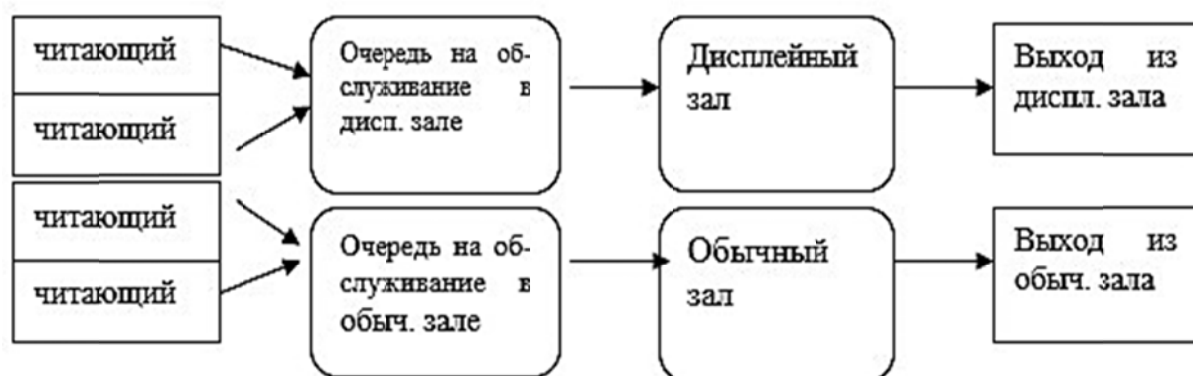 читающий
читающий
читающий
читающий
Очередь на об-
служивание в
дисп. зале
Дисплейный
зал
Выход из
диспл. зала
Очередь на об-
служивание в
обыч. зале
Обычный
зал
Выход из
обыч. зала